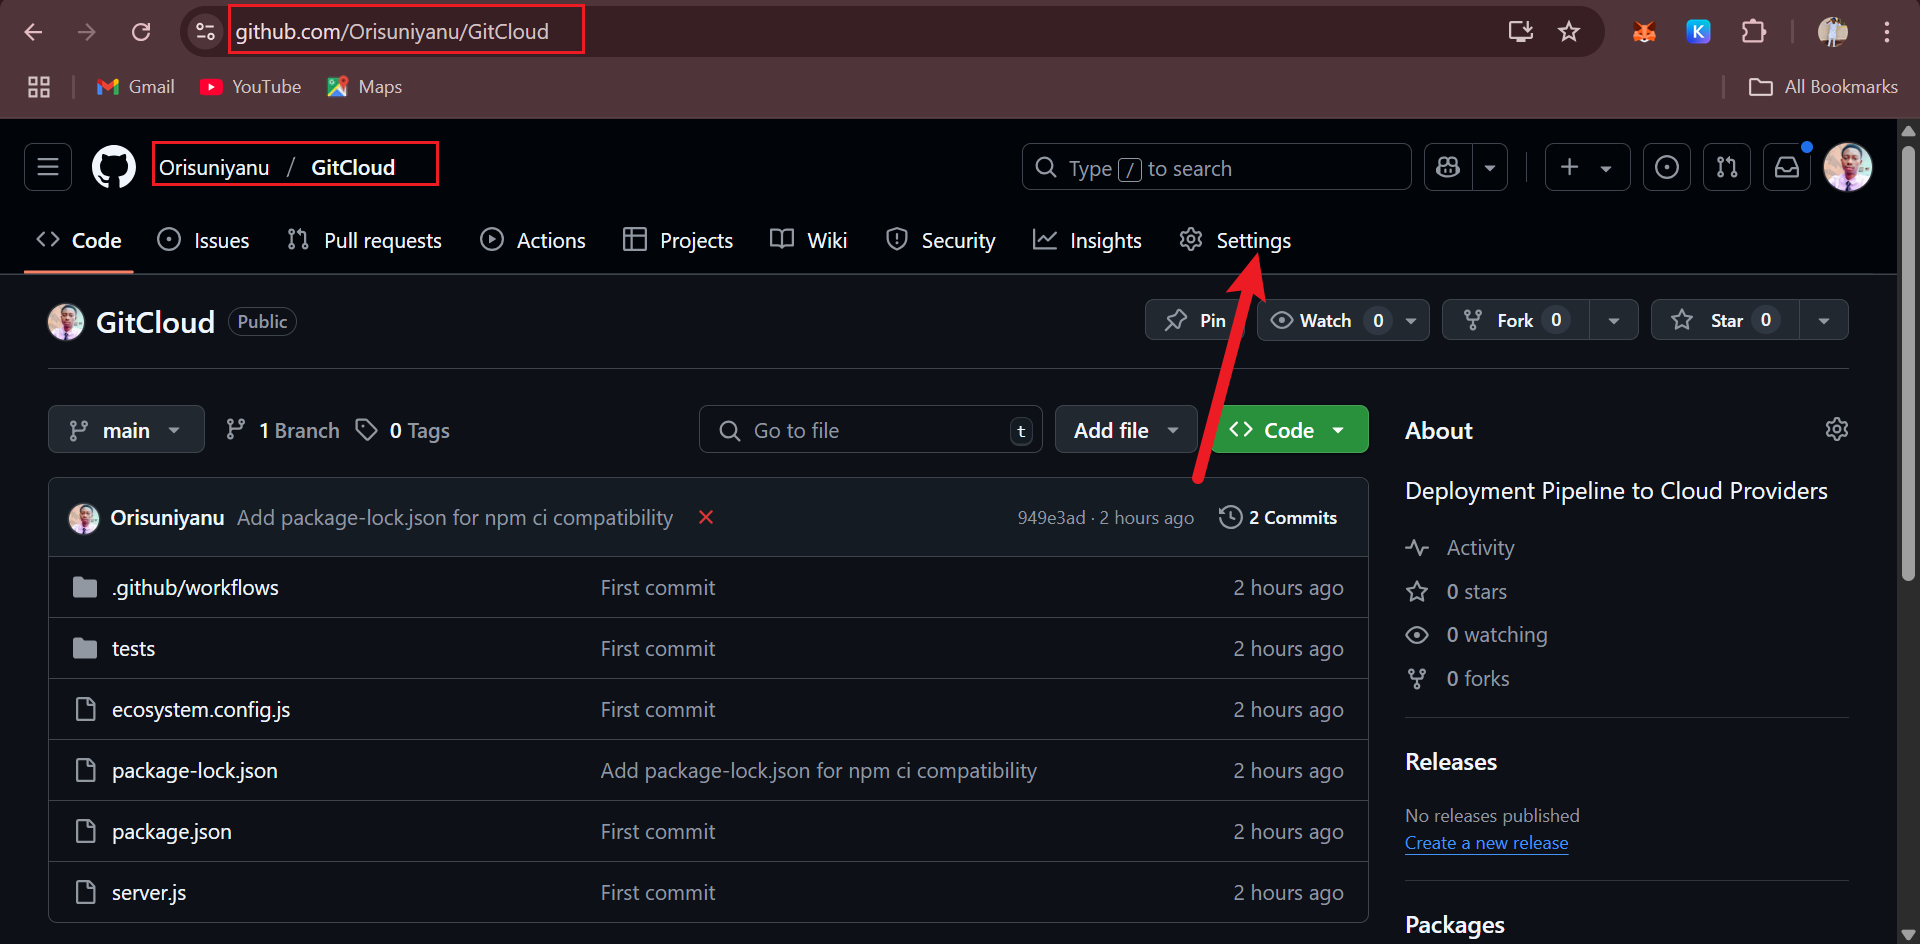 github.com/Orisuniyanu/GitCloud
K
Gmail
YouTube
Maps
All Bookmarks
Orisuniyanu / GitCloud
Type / to search
Code
Issues
Pull requests
Actions
Projects
Wiki
Security
Insights
Settings
GitCloud
Public
Pin
Watch 0
Fork 0
Star 0
main
1 Branch
0 Tags
Go to file
t
Add file
Code
Orisuniyanu Add package-lock.json for npm ci compatibility
949e3ad · 2 hours ago
2 Commits
.github/workflows First commit 2 hours ago
tests First commit 2 hours ago
ecosystem.config.js First commit 2 hours ago
package-lock.json Add package-lock.json for npm ci compatibility 2 hours ago
package.json First commit 2 hours ago
server.js First commit 2 hours ago
About
Deployment Pipeline to Cloud Providers
Activity
0 stars
0 watching
0 forks
Releases
No releases published
Create a new release
Packages